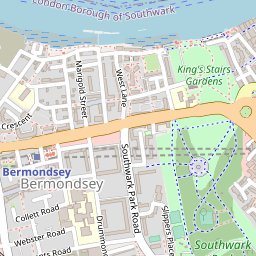 London Borough of Southwark
King's Stairs
Gardens
Marigold Street
West Lane
Crescent
Bermondsey
Bermondsey
Southwark Park Road
Slippers Place
Collett Road
Webster Road
Drummond
Southwark